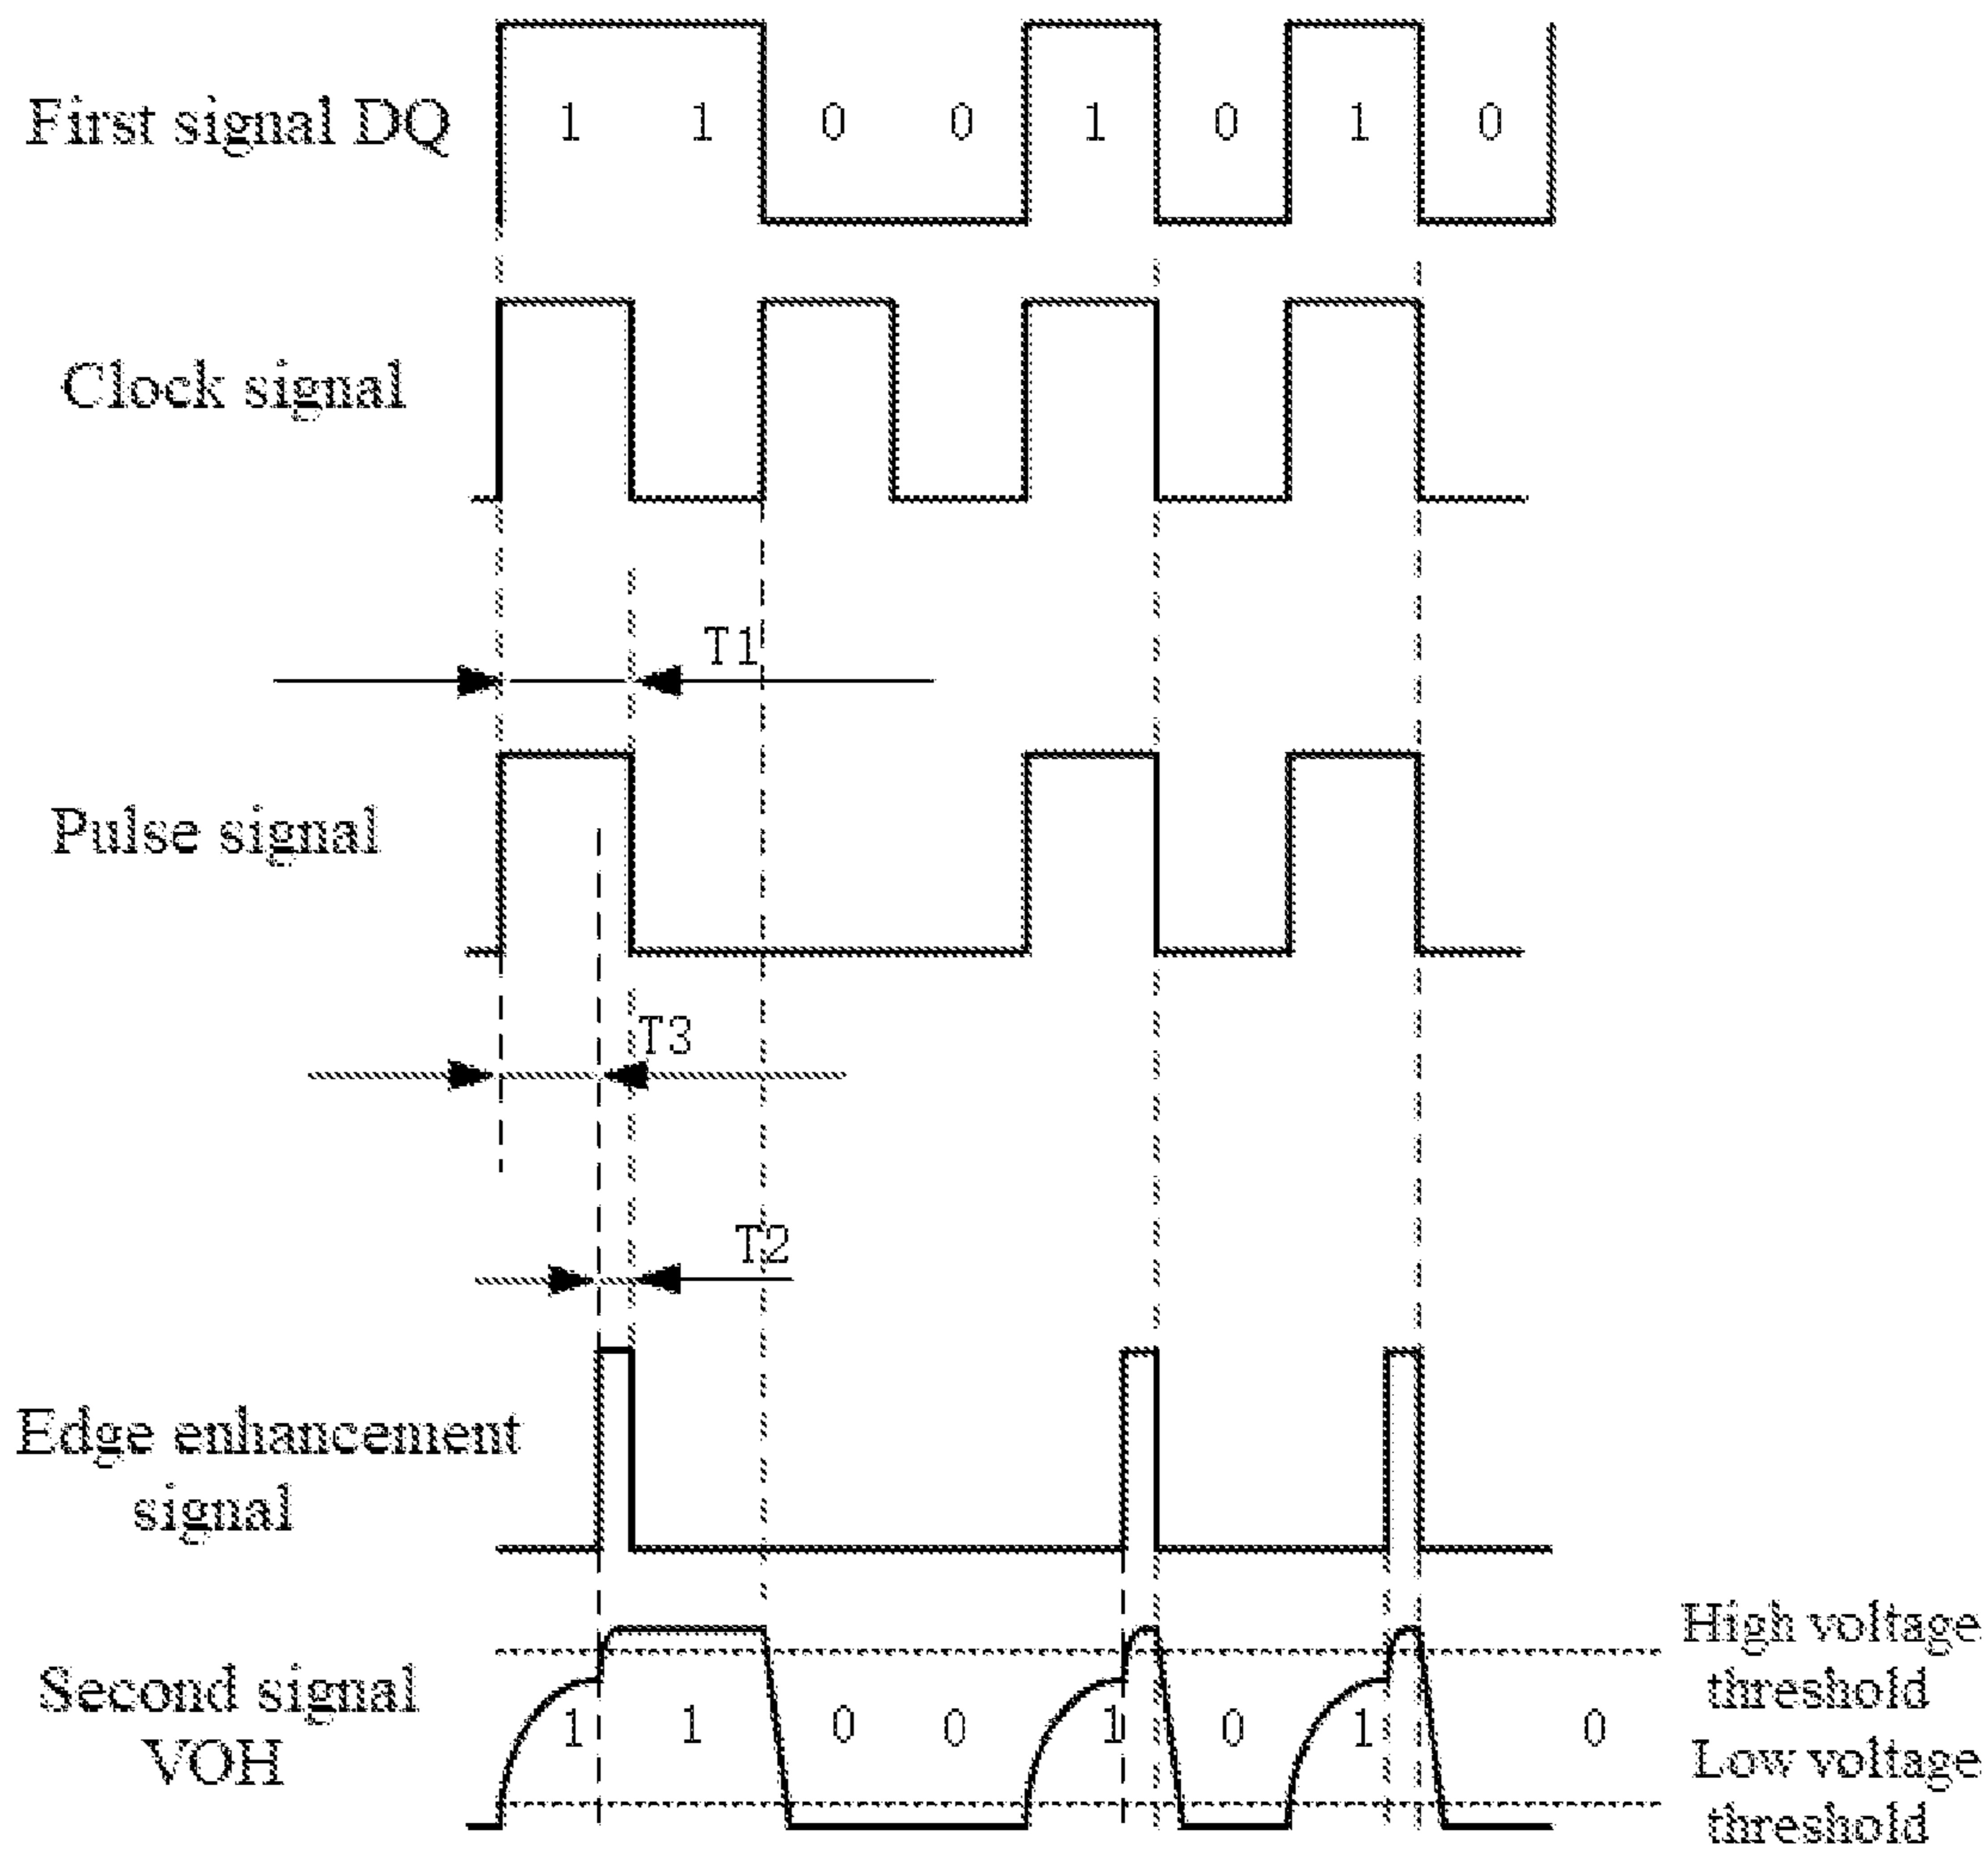 First signal DQ 1 1 0 0 1 0 1 0
Clock signal
T1
Pulse signal
T3
T2
Edge enhancement
signal
High voltage
threshold
Second signal
VOH
1 1 0 0 1 0 1 0
Low voltage
threshold